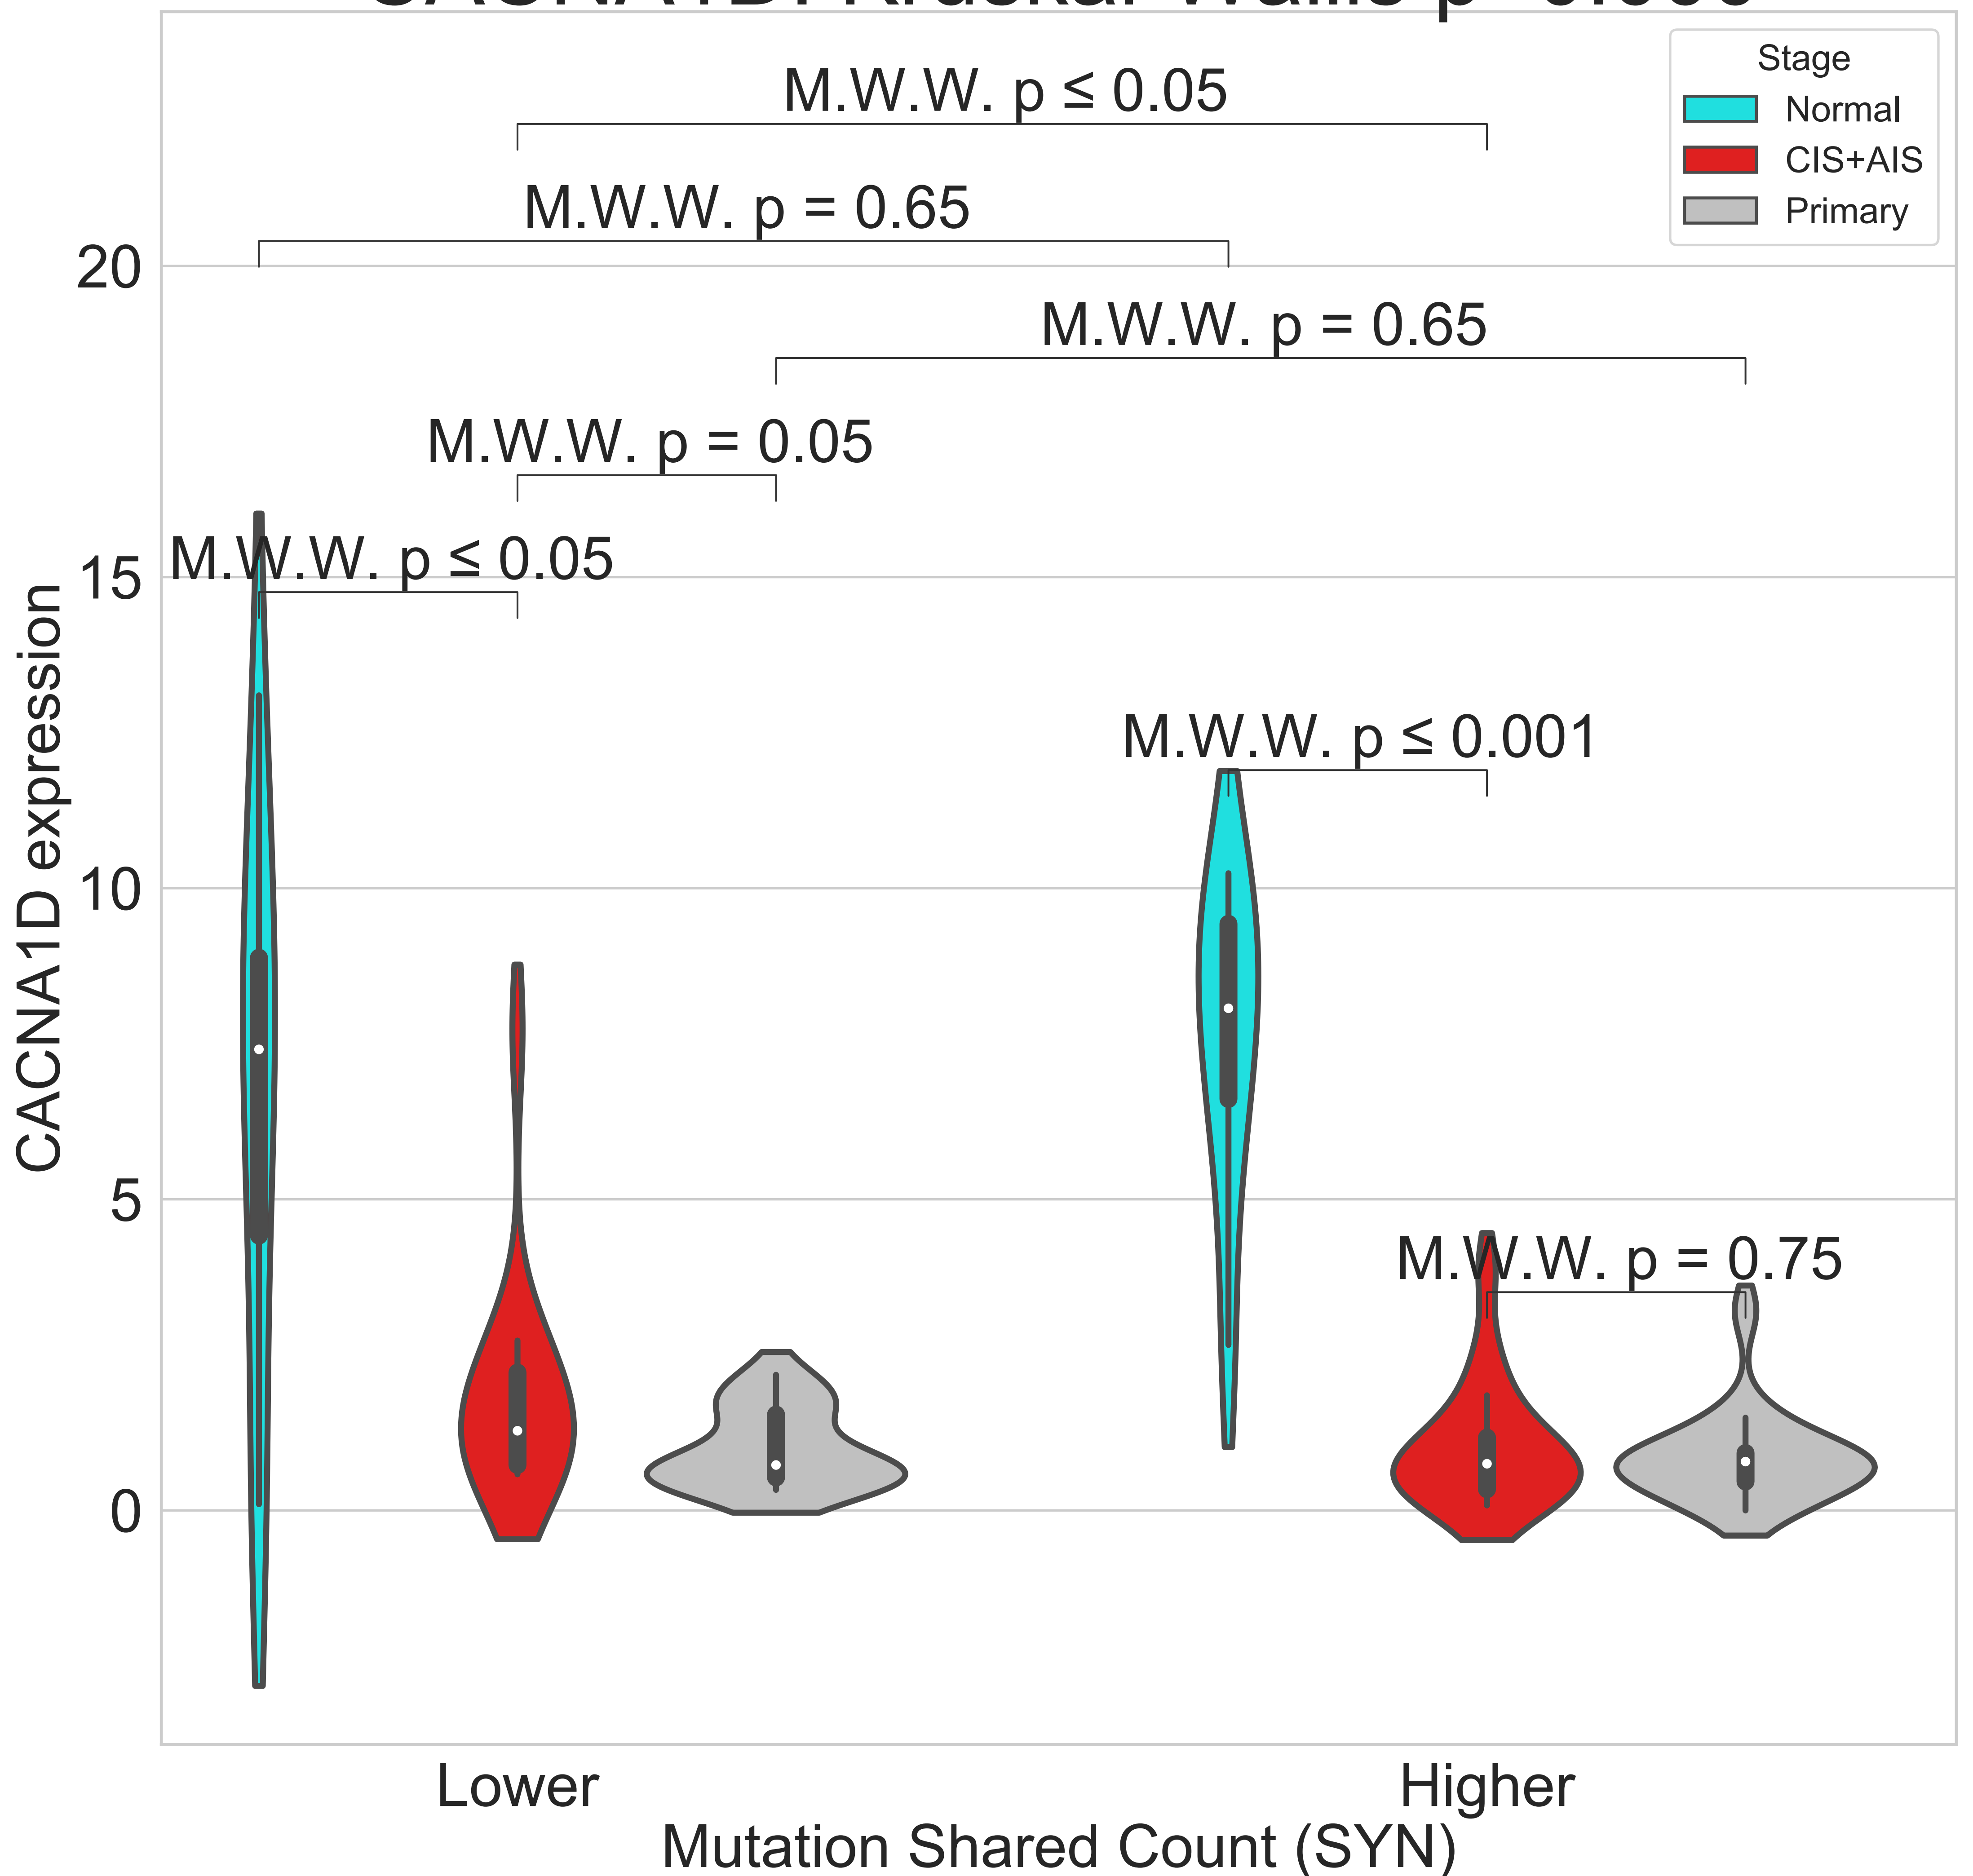 Stage
Normal
CIS+AIS
Primary
M.W.W. p ≤ 0.05
M.W.W. p = 0.65
M.W.W. p = 0.65
M.W.W. p = 0.05
M.W.W. p ≤ 0.05
M.W.W. p ≤ 0.001
M.W.W. p = 0.75
20
15
10
5
0
CACNA1D expression
Lower
Higher
Mutation Shared Count (SYN)